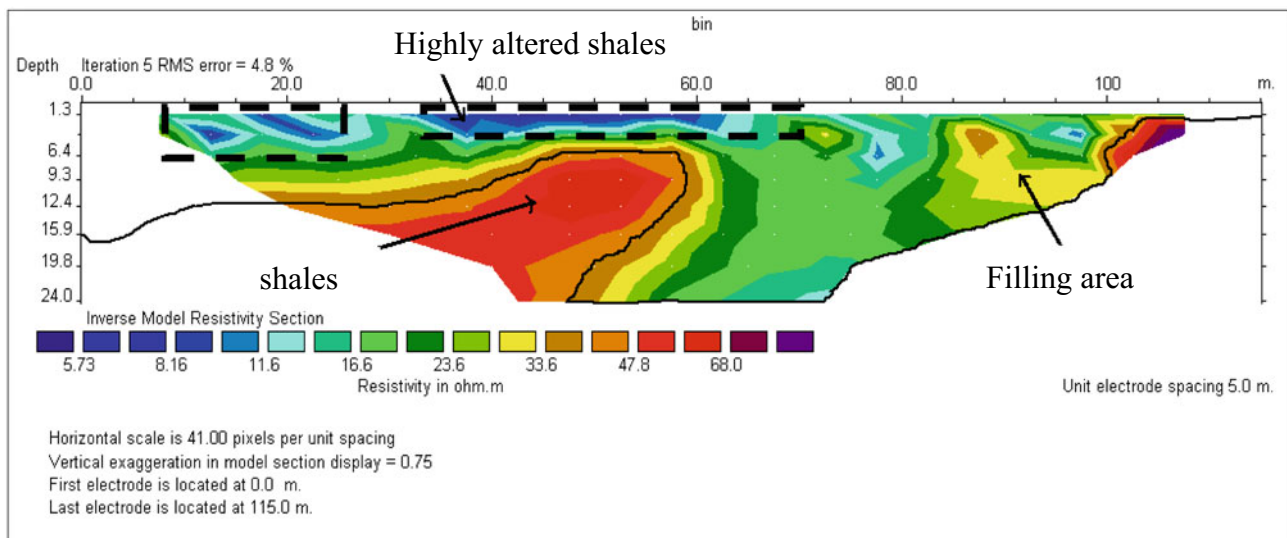 bin
Highly altered shales
Depth Iteration 5 RMS error = 4.8 %
0.0 20.0 40.0 60.0 80.0 100 m.
1.3
6.4
9.3
12.4
15.9
19.8
24.0
shales
Filling area
Inverse Model Resistivity Section
5.73 8.16 11.6 16.6 23.6 33.6 47.8 68.0
Resistivity in ohm.m
Unit electrode spacing 5.0 m.
Horizontal scale is 41.00 pixels per unit spacing
Vertical exaggeration in model section display = 0.75
First electrode is located at 0.0 m.
Last electrode is located at 115.0 m.